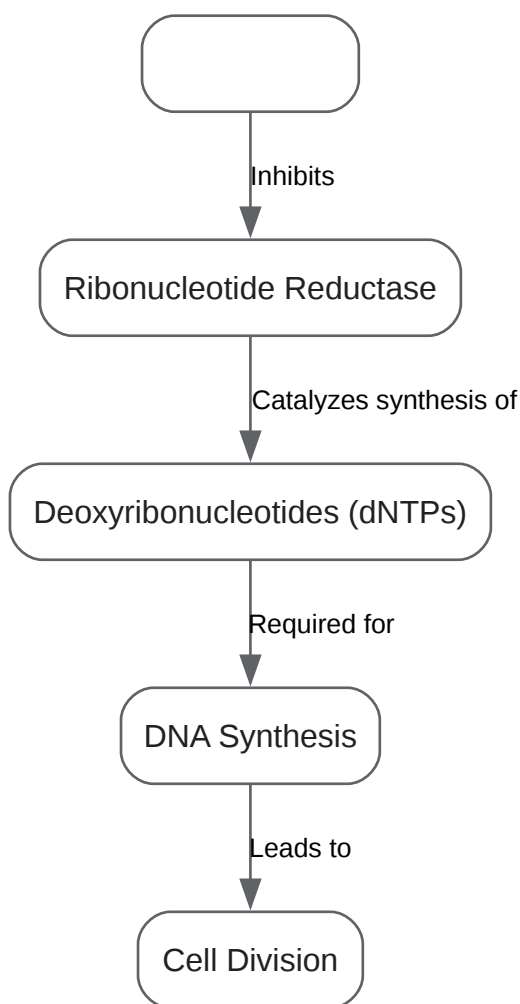 Inhibits
Ribonucleotide Reductase
Catalyzes synthesis of
Deoxyribonucleotides (dNTPs)
Required for
DNA Synthesis
Leads to
Cell Division